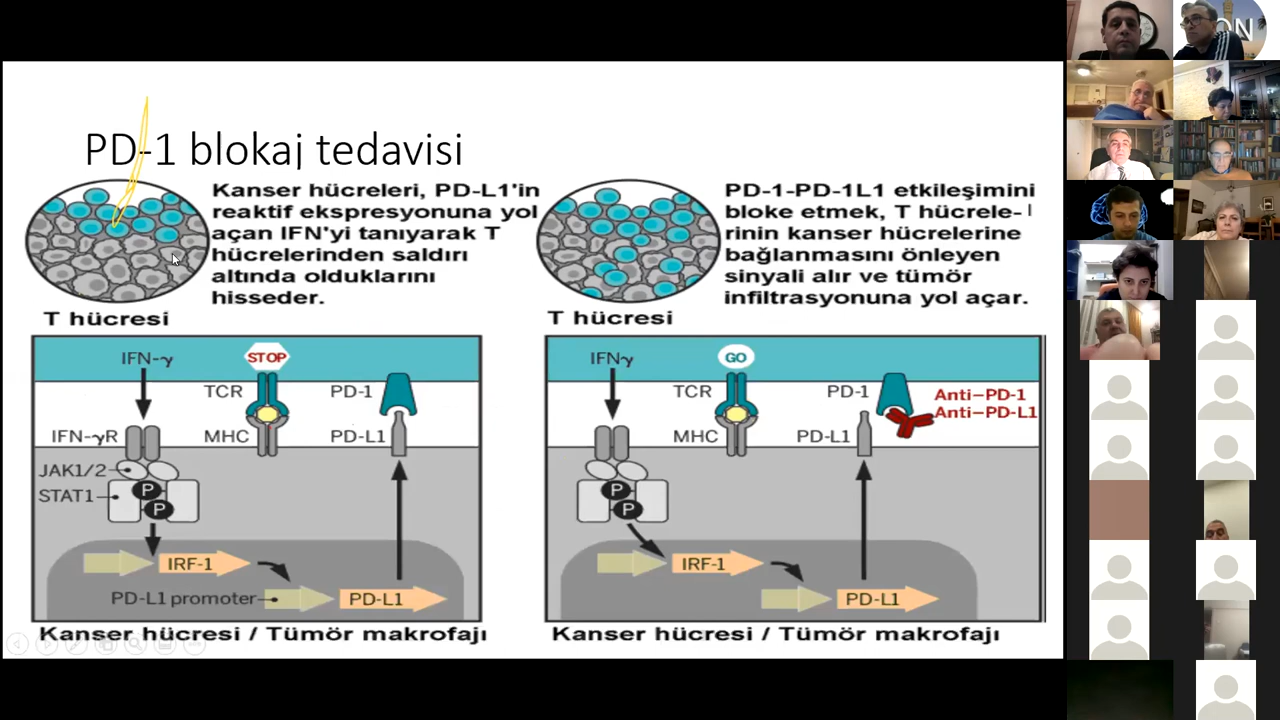 PD-1 blokaj tedavisi
Kanser hücreleri, PD-L1'in
reaktif ekspresyonuna yol
açan IFN'yi tanıyarak T
hücrelerinden saldırı
altında olduklarını
hisseder.
T hücresi
IFN-γ
STOP
TCR
PD-1
IFN-γR
MHC
PD-L1
JAK1/2
STAT1
P
P
IRF-1
PD-L1 promoter
PD-L1
Kanser hücresi / Tümör makrofajı
PD-1-PD-1L1 etkileşimini
bloke etmek, T hücrele-
rinin kanser hücrelerine
bağlanmasını önleyen
sinyali alır ve tümör
infiltrasyonuna yol açar.
T hücresi
IFNγ
GO
TCR
PD-1
Anti-PD-1
Anti-PD-L1
MHC
PD-L1
P
P
IRF-1
PD-L1
Kanser hücresi / Tümör makrofajı
ON